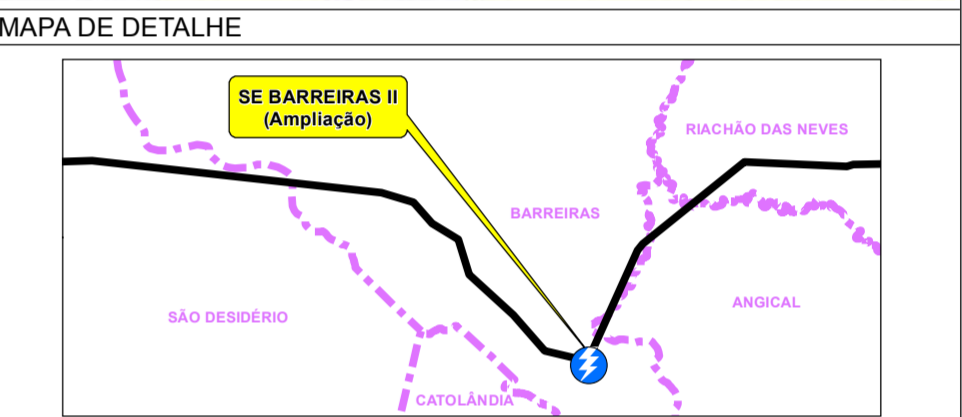 MAPA DE DETALHE
SE BARREIRAS II
(Ampliação)
RIACHÃO DAS NEVES
BARREIRAS
ANGICAL
SÃO DESIDÉRIO
CATOLÂNDIA